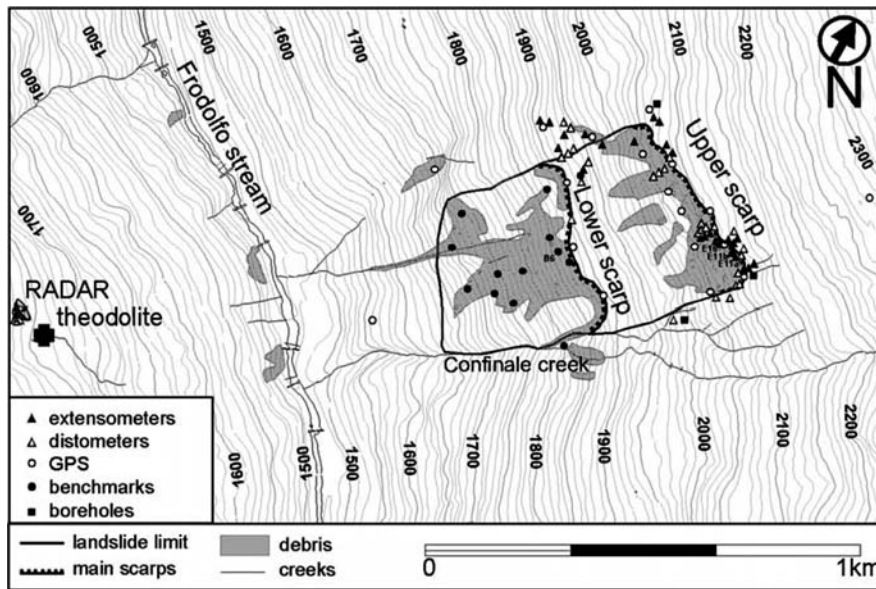 1500
1600
1500
1600
1700
1800
1900
2000
2100
2200
N
Frodolfo stream
Upper scarp
2300
Lower scarp
1700
B6
RADAR
theodolite
Confinale creek
1600
1500
1500
1600
1700
1800
1900
2000
2100
2200
extensometers
distometers
GPS
benchmarks
boreholes
landslide limit
debris
main scarps
creeks
0
1km